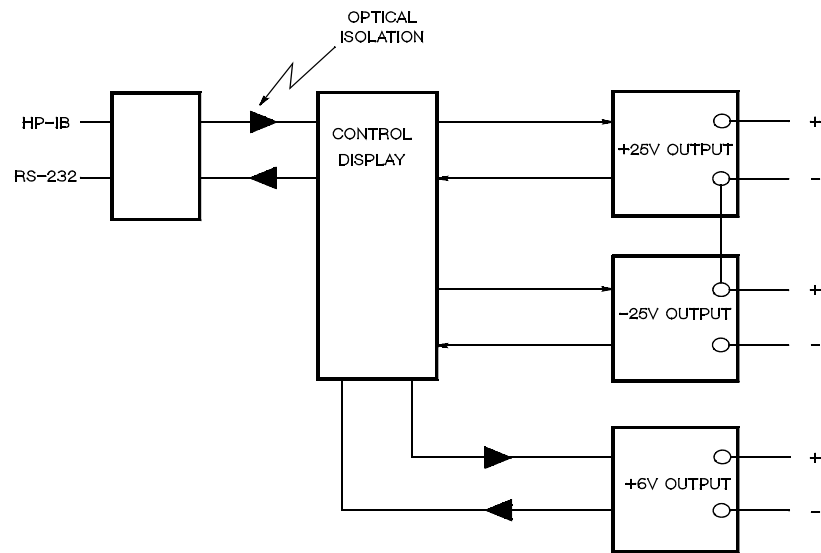 OPTICAL
ISOLATION
HP-IB
RS-232
CONTROL
DISPLAY
+25V OUTPUT
+
-
-25V OUTPUT
+
-
+6V OUTPUT
+
-